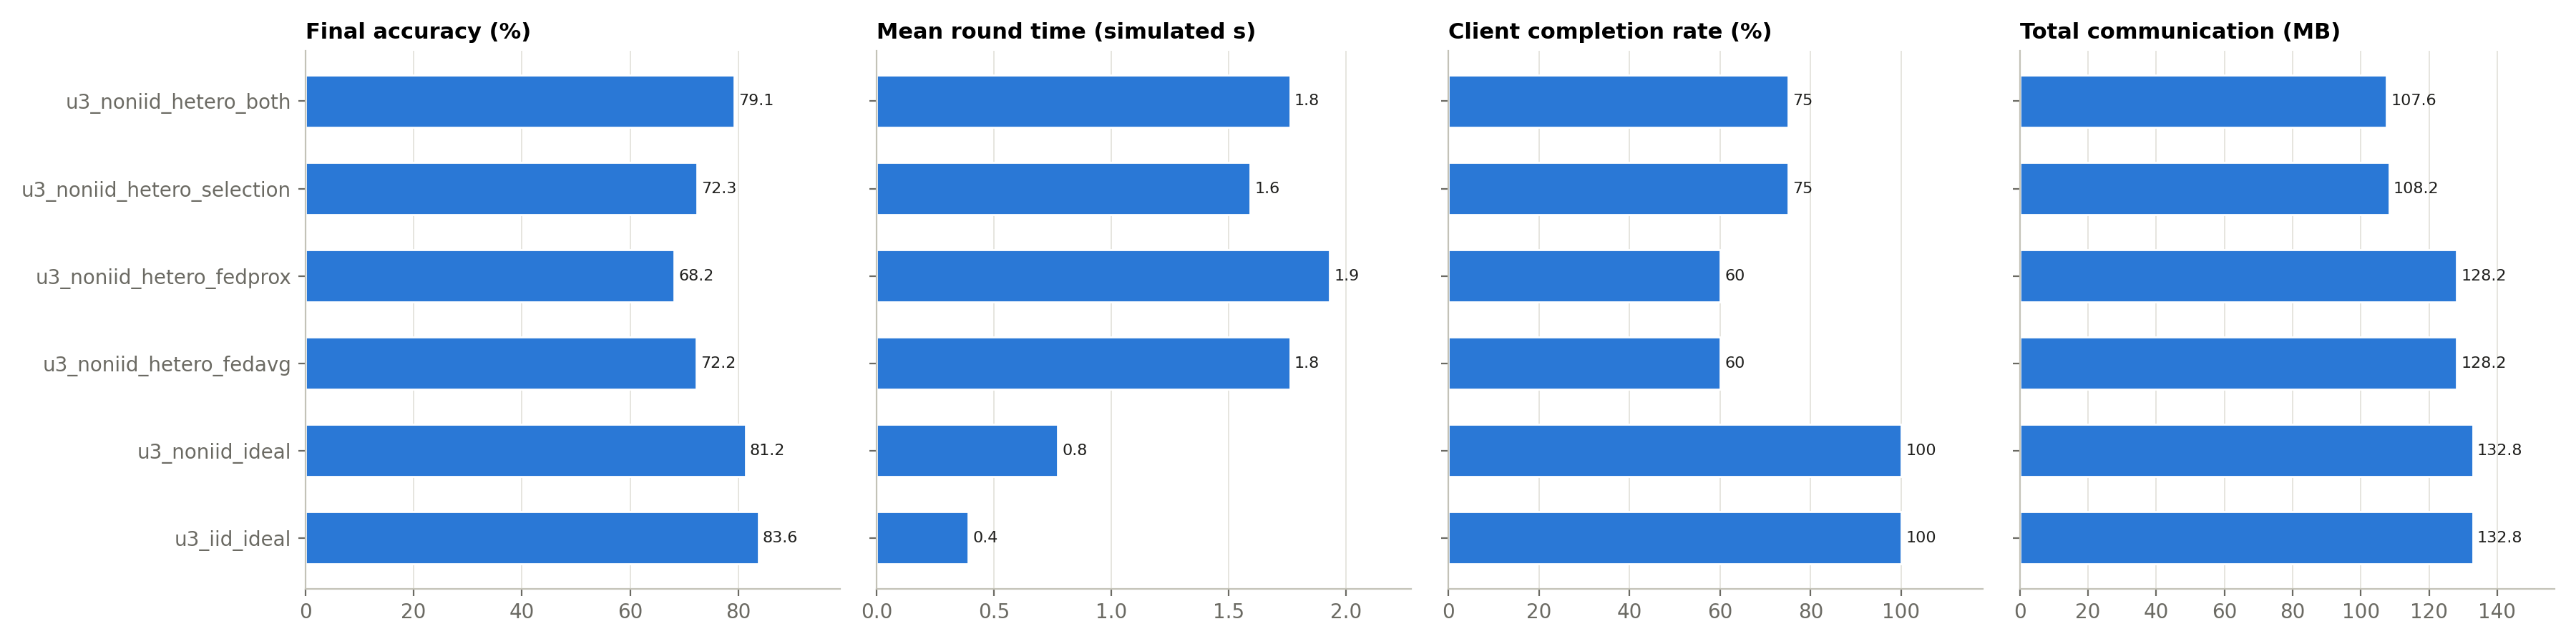 Final accuracy (%)
Mean round time (simulated s)
Client completion rate (%)
Total communication (MB)
u3_noniid_hetero_both 79.1 1.8 75 107.6
u3_noniid_hetero_selection 72.3 1.6 75 108.2
u3_noniid_hetero_fedprox 68.2 1.9 60 128.2
u3_noniid_hetero_fedavg 72.2 1.8 60 128.2
u3_noniid_ideal 81.2 0.8 100 132.8
u3_iid_ideal 83.6 0.4 100 132.8
0 20 40 60 80
0.0 0.5 1.0 1.5 2.0
0 20 40 60 80 100
0 20 40 60 80 100 120 140